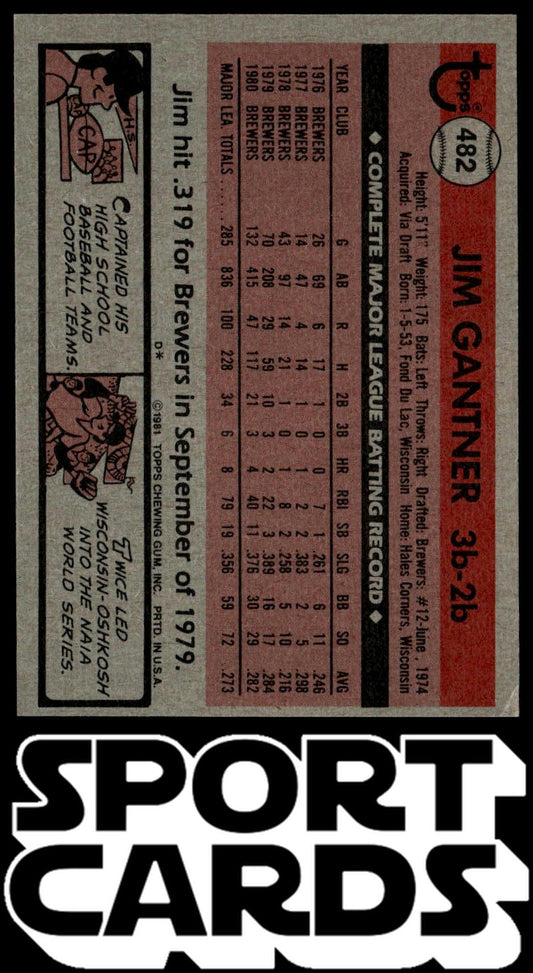 Topps®
482
JIM GANTNER 3b-2b
Height: 5'11" Weight: 175 Bats: Left Throws: Right Drafted: Brewers: #12-June, 1974
Acquired: Via Draft Born: 1-5-53, Fond Du Lac, Wisconsin Home: Hales Corners, Wisconsin
◆ COMPLETE MAJOR LEAGUE BATTING RECORD ◆
YEAR CLUB G AB R H 2B 3B HR RBI SB SLG BB SO AVG
1976 BREWERS 26 69 6 17 1 0 0 7 1 .261 6 11 .246
1977 BREWERS 14 47 4 14 1 0 1 2 2 .383 2 5 .298
1978 BREWERS 43 97 14 21 1 0 1 8 2 .258 5 10 .216
1979 BREWERS 70 208 29 59 10 3 2 22 3 .389 16 17 .284
1980 BREWERS 132 415 47 117 21 3 4 40 11 .376 30 29 .282
MAJOR LEA. TOTALS ...... 285 836 100 228 34 6 8 79 19 .356 59 72 .273
Jim hit .319 for Brewers in September of 1979.
D* ©1981 TOPPS CHEWING GUM, INC. PRTD. IN U.S.A.
H.S.
CAP
CAPTAINED HIS
HIGH SCHOOL
BASEBALL AND
FOOTBALL TEAMS.
TWICE LED
WISCONSIN-OSHKOSH
INTO THE NAIA
WORLD SERIES.
SPORT
CARDS